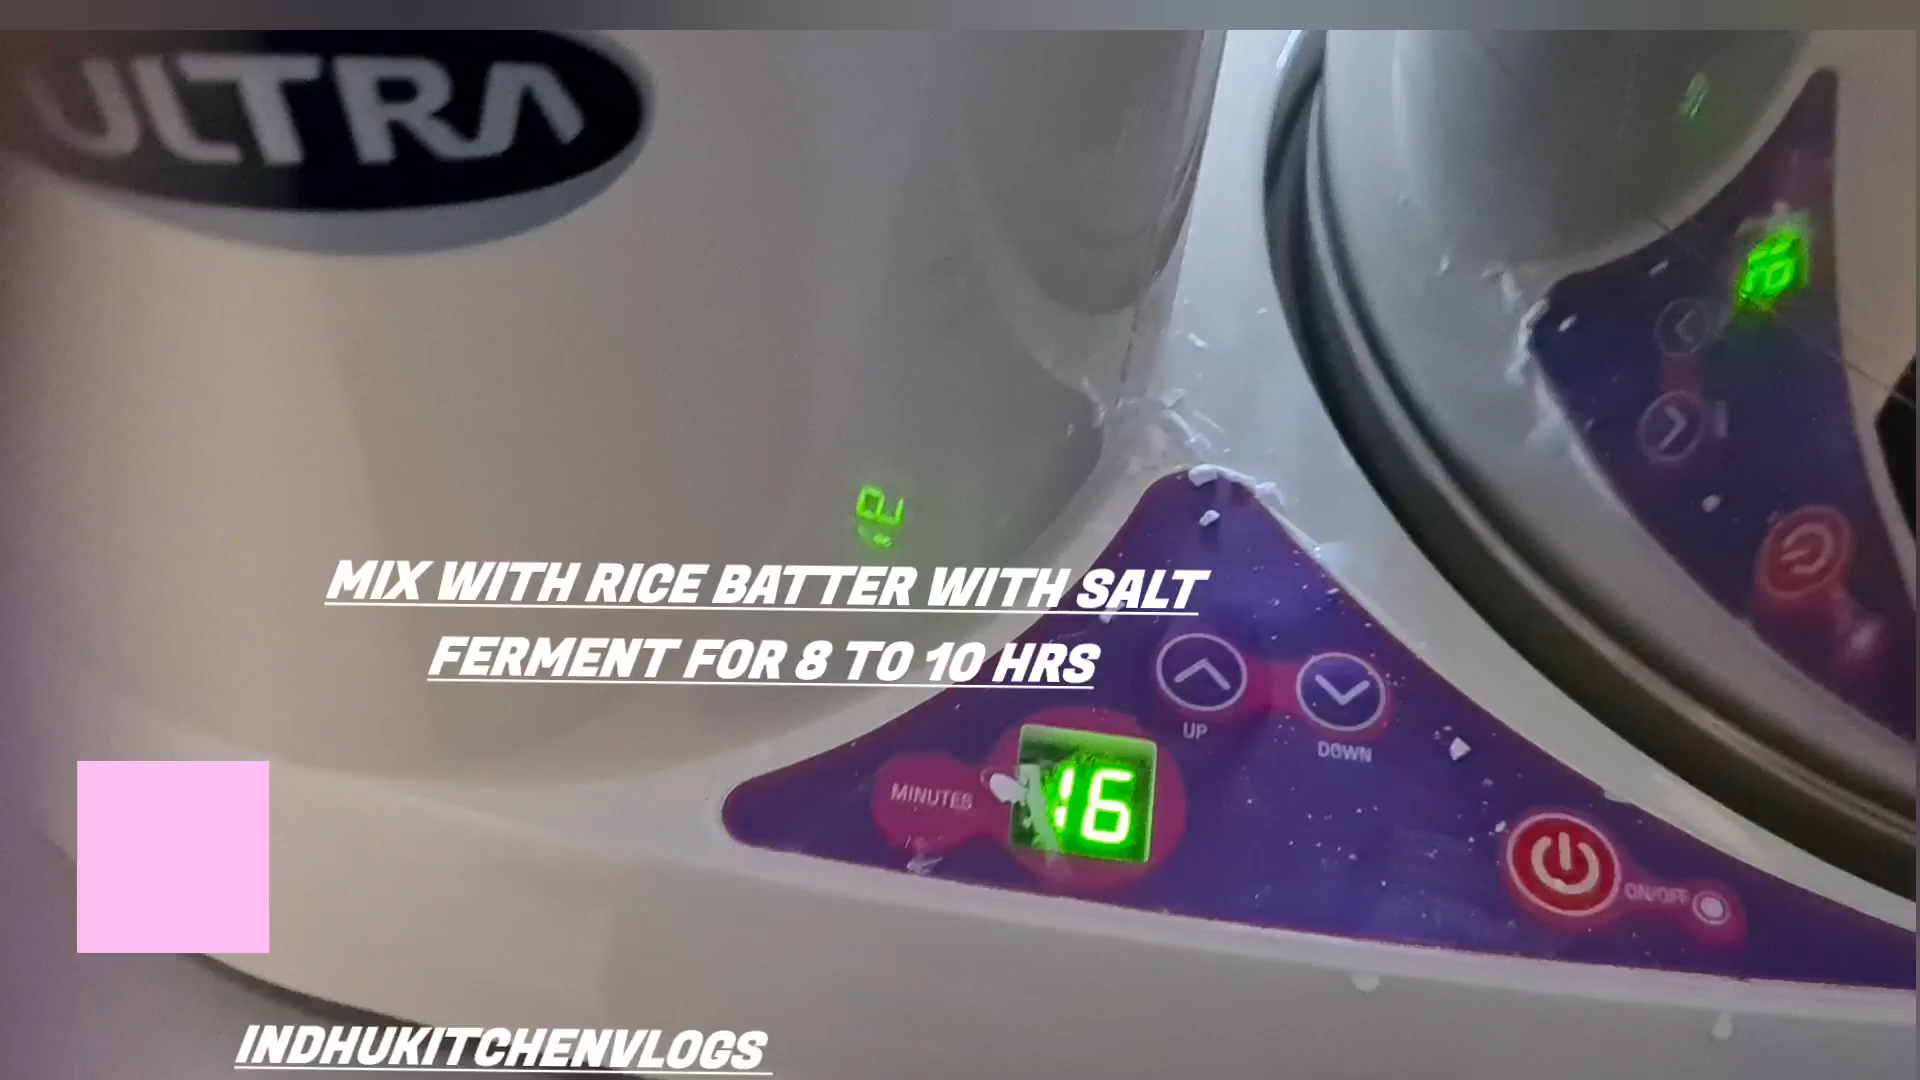 ULTRA
MIX WITH RICE BATTER WITH SALT
FERMENT FOR 8 TO 10 HRS
UP
DOWN
MINUTES
16
ON/OFF
INDHUKITCHENVLOGS